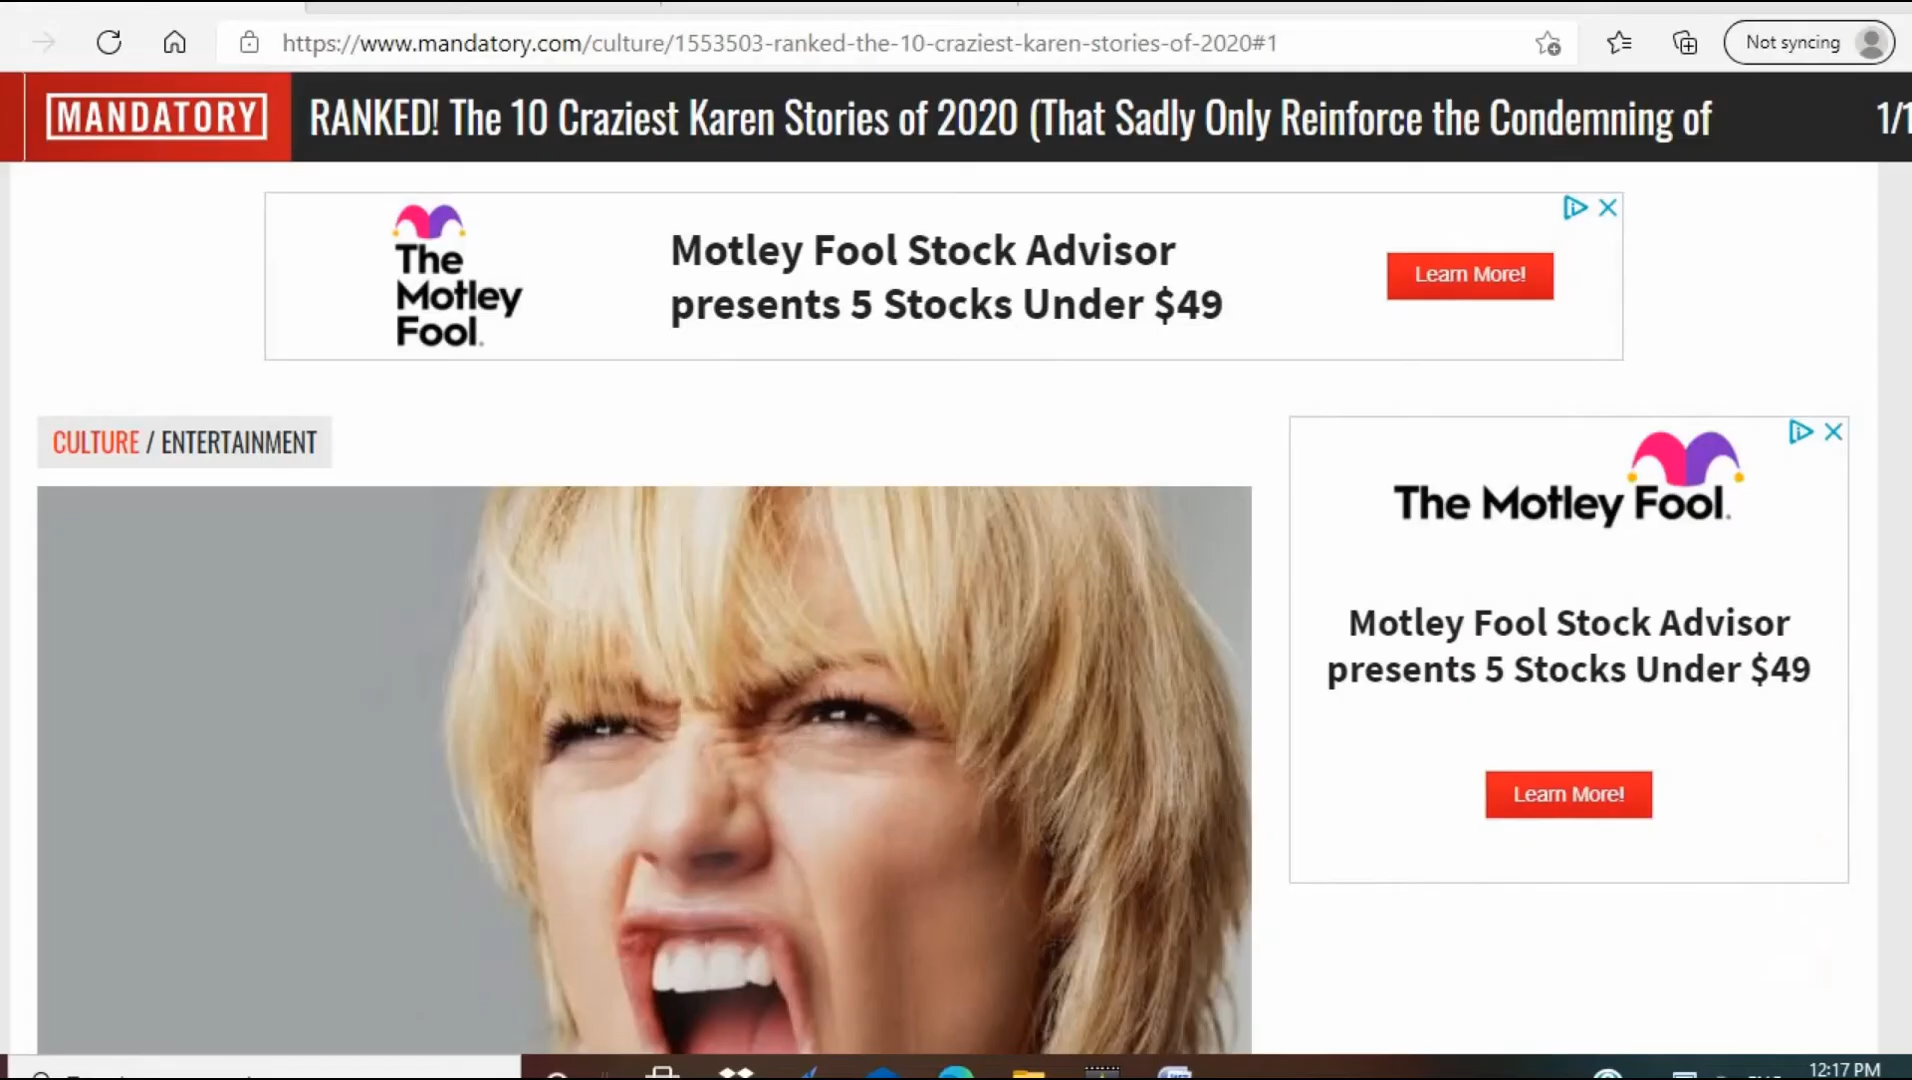 https://www.mandatory.com/culture/1553503-ranked-the-10-craziest-karen-stories-of-2020#1
Not syncing
MANDATORY
RANKED! The 10 Craziest Karen Stories of 2020 (That Sadly Only Reinforce the Condemning of
1/1
The
Motley
Fool.
Motley Fool Stock Advisor
presents 5 Stocks Under $49
Learn More!
CULTURE / ENTERTAINMENT
The Motley Fool.
Motley Fool Stock Advisor
presents 5 Stocks Under $49
Learn More!
12:17 PM